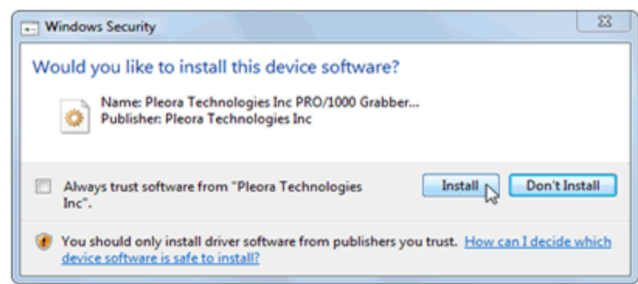 Windows Security
Would you like to install this device software?
Name: Pleora Technologies Inc PRO/1000 Grabber...
Publisher: Pleora Technologies Inc
Always trust software from "Pleora Technologies
Inc".
Install
Don't Install
You should only install driver software from publishers you trust. How can I decide which
device software is safe to install?